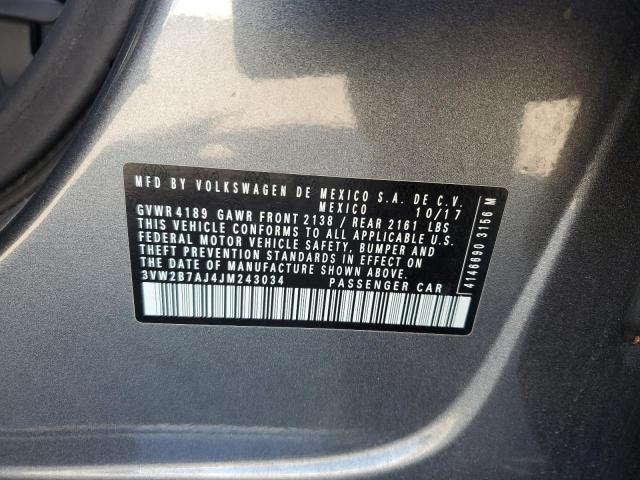 MFD BY VOLKSWAGEN DE MEXICO S.A. DE C.V.
MEXICO 10/17
GVWR 4189 GAWR FRONT 2138 / REAR 2161 LBS
THIS VEHICLE CONFORMS TO ALL APPLICABLE U.S.
FEDERAL MOTOR VEHICLE SAFETY, BUMPER AND
THEFT PREVENTION STANDARDS IN EFFECT ON
THE DATE OF MANUFACTURE SHOWN ABOVE.
3VW2B7AJ4JM243034 PASSENGER CAR
4146690 3156 M